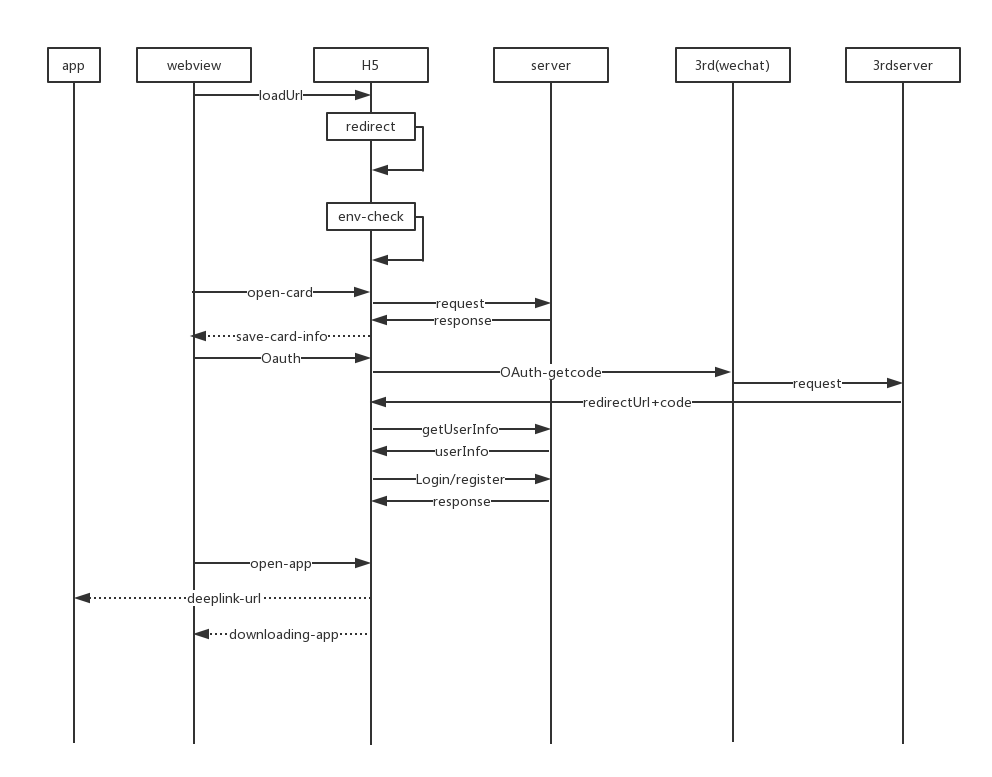 app
webview
H5
server
3rd(wechat)
3rdserver
loadUrl
redirect
env-check
open-card
request
response
save-card-info
Oauth
OAuth-getcode
request
redirectUrl+code
getUserInfo
userInfo
Login/register
response
open-app
deeplink-url
downloading-app